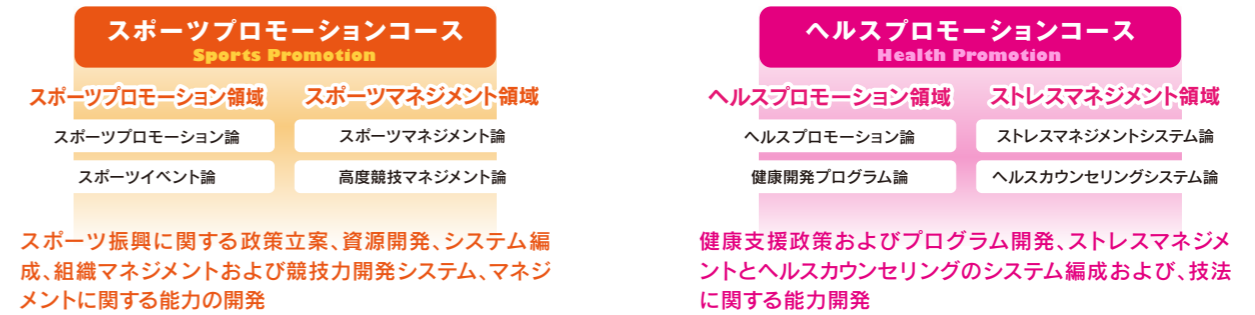 スポーツプロモーションコース
Sports Promotion
スポーツプロモーション領域
スポーツマネジメント領域
スポーツプロモーション論
スポーツマネジメント論
スポーツイベント論
高度競技マネジメント論
スポーツ振興に関する政策立案、資源開発、システム編
成、組織マネジメントおよび競技力開発システム、マネジ
メントに関する能力の開発
ヘルスプロモーションコース
Health Promotion
ヘルスプロモーション領域
ストレスマネジメント領域
ヘルスプロモーション論
ストレスマネジメントシステム論
健康開発プログラム論
ヘルスカウンセリングシステム論
健康支援政策およびプログラム開発、ストレスマネジメ
ントとヘルスカウンセリングのシステム編成および、技法
に関する能力開発